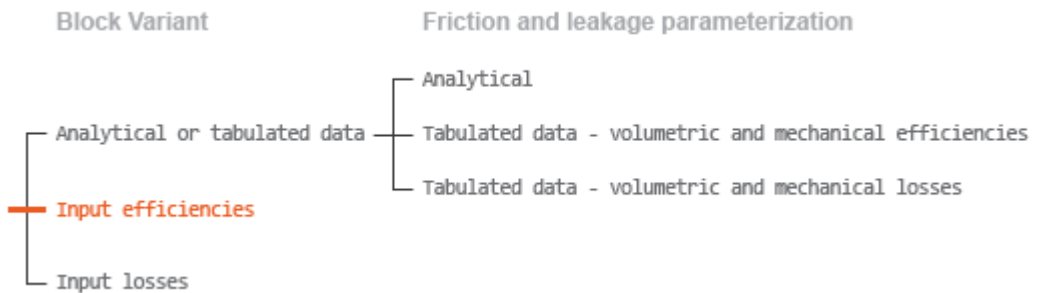 Block Variant
Friction and leakage parameterization
Analytical
Analytical or tabulated data
Tabulated data - volumetric and mechanical efficiencies
Tabulated data - volumetric and mechanical losses
Input efficiencies
Input losses